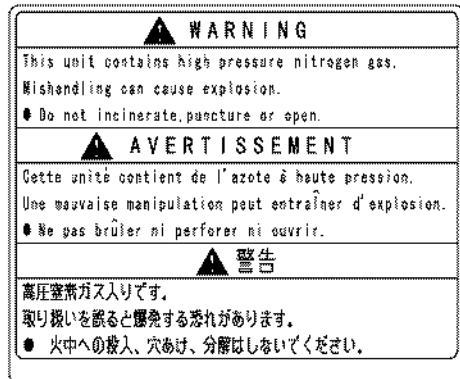 WARNING
This unit contains high pressure nitrogen gas.
Mishandling can cause explosion.
● Do not incinerate, puncture or open.
AVERTISSEMENT
Cette unité contient de l'azote à haute pression.
Une mauvaise manipulation peut entraîner d'explosion.
● Ne pas brûler ni perforer ni ouvrir.
警告
高圧窒素ガス入りです。
取り扱いを誤ると爆発する恐れがあります。
● 火中への投入、穴あけ、分解はしないでください。